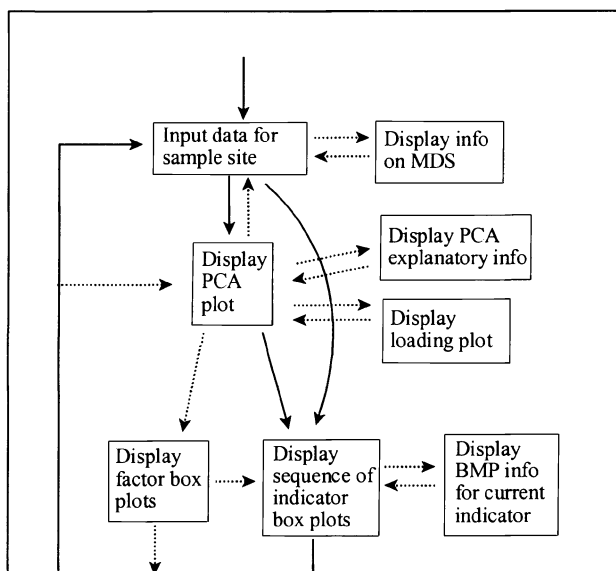 Input data for
sample site
Display info
on MDS
Display
PCA
plot
Display PCA
explanatory info
Display
loading plot
Display
factor box
plots
Display
sequence of
indicator
box plots
Display
BMP info
for current
indicator